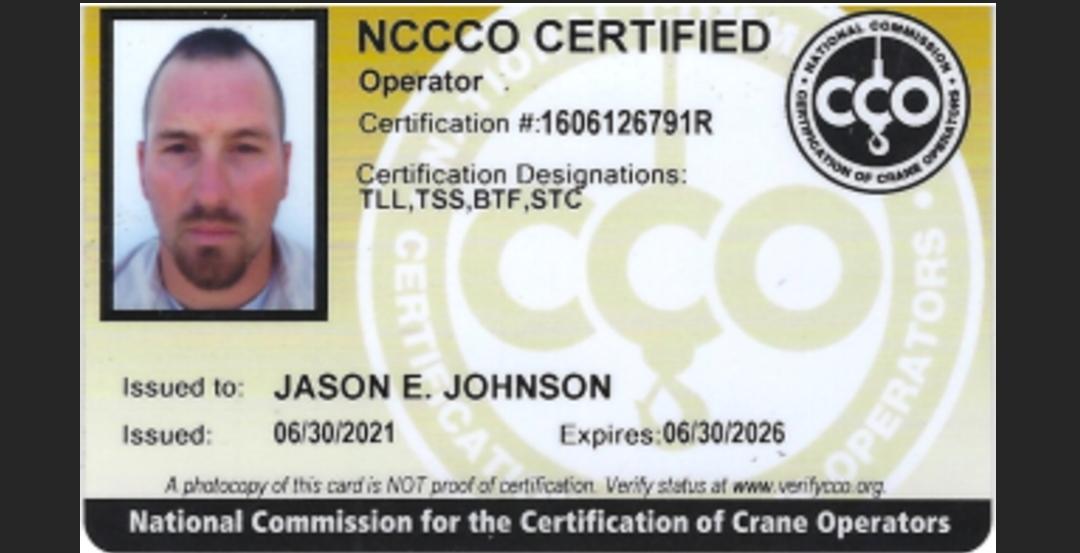 NCCCO CERTIFIED
Operator
Certification #:1606126791R
Certification Designations:
TLL,TSS,BTF,STC
NATIONAL COMMISSION
CCO
CERTIFICATION OF CRANE OPERATORS
Issued to: JASON E. JOHNSON
Issued: 06/30/2021 Expires:06/30/2026
A photocopy of this card is NOT proof of certification. Verify status at www.verifycco.org.
National Commission for the Certification of Crane Operators